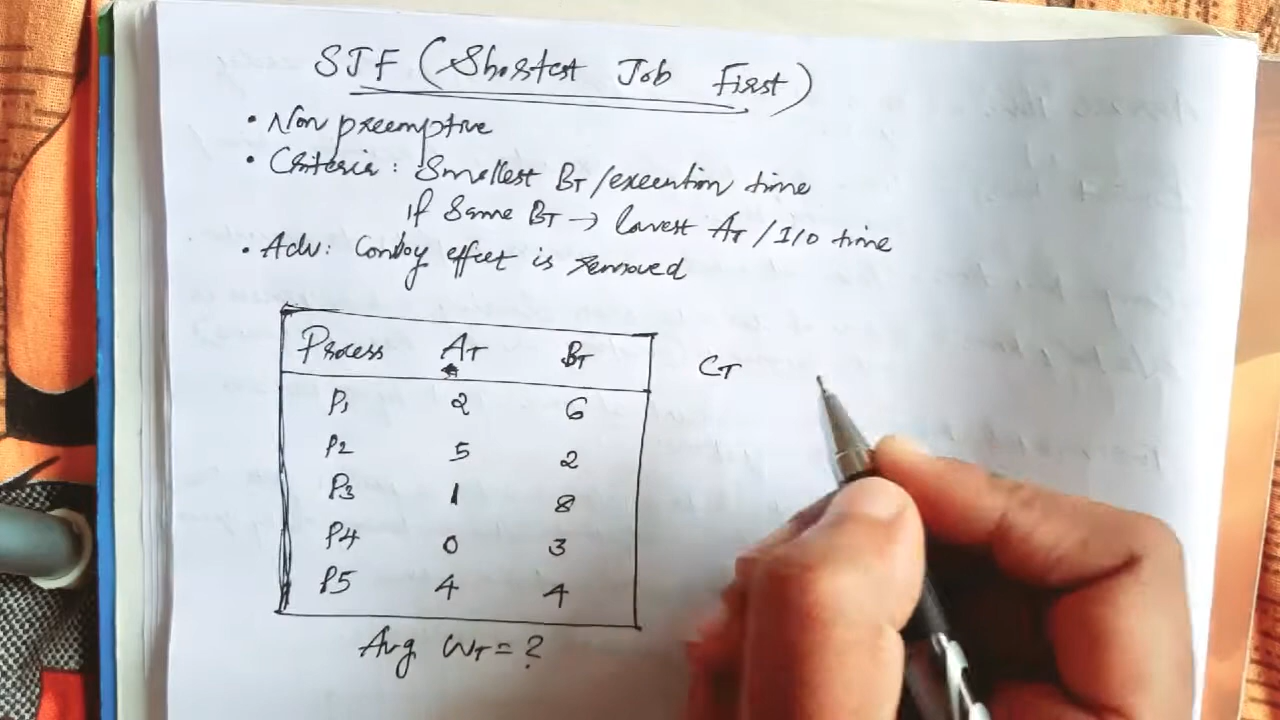 SJF (Shortest Job First)
• Non preemptive
• Criteria : Smallest BT/execution time
If Same BT → lowest AT/I/O time
• Adv: Convoy effect is removed
Process AT BT CT
P1 2 6
P2 5 2
P3 1 8
P4 0 3
P5 4 4
Avg WT = ?